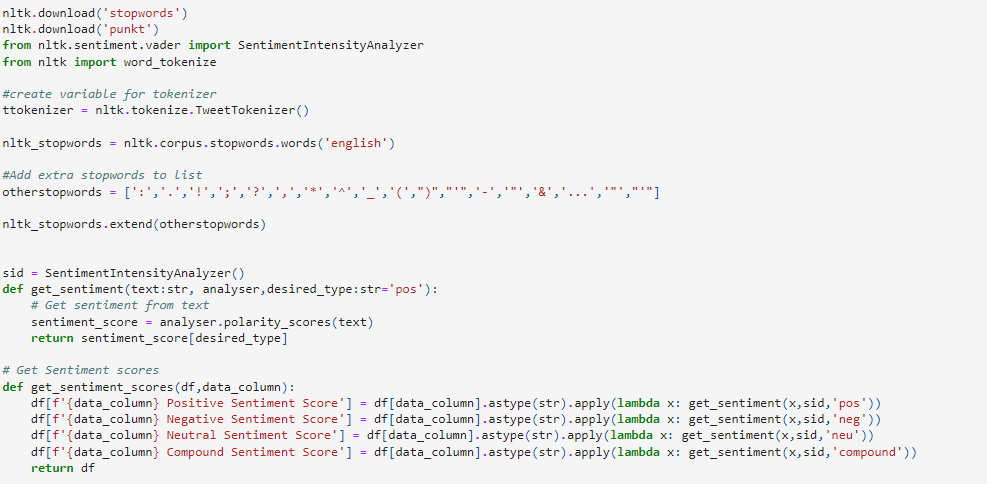 nltk.download('stopwords')
nltk.download('punkt')
from nltk.sentiment.vader import SentimentIntensityAnalyzer
from nltk import word_tokenize
#create variable for tokenizer
ttokenizer = nltk.tokenize.TweetTokenizer()
nltk_stopwords = nltk.corpus.stopwords.words('english')
#Add extra stopwords to list
otherstopwords = [':','.','!',';','?',',','*','^','_','(',")","'",'-','"','&','...','"',"'"]
nltk_stopwords.extend(otherstopwords)
sid = SentimentIntensityAnalyzer()
def get_sentiment(text:str, analyser,desired_type:str='pos'):
    # Get sentiment from text
    sentiment_score = analyser.polarity_scores(text)
    return sentiment_score[desired_type]
# Get Sentiment scores
def get_sentiment_scores(df,data_column):
    df[f'{data_column} Positive Sentiment Score'] = df[data_column].astype(str).apply(lambda x: get_sentiment(x,sid,'pos'))
    df[f'{data_column} Negative Sentiment Score'] = df[data_column].astype(str).apply(lambda x: get_sentiment(x,sid,'neg'))
    df[f'{data_column} Neutral Sentiment Score'] = df[data_column].astype(str).apply(lambda x: get_sentiment(x,sid,'neu'))
    df[f'{data_column} Compound Sentiment Score'] = df[data_column].astype(str).apply(lambda x: get_sentiment(x,sid,'compound'))
    return df